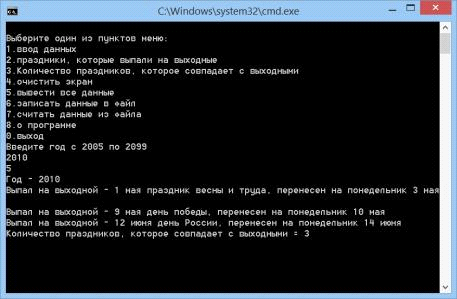 C:\Windows\system32\cmd.exe
Выберите один из пунктов меню:
1.ввод данных
2.праздники, которые выпали на выходные
3.Количество праздников, которое совпадает с выходными
4.очистить экран
5.вывести все данные
6.записать данные в файл
7.считать данные из файла
8.о программе
0.выход
Введите год с 2005 по 2099
2010
5
Год - 2010
Выпал на выходной - 1 мая праздник весны и труда, перенесен на понедельник 3 мая
Выпал на выходной - 9 мая день победы, перенесен на понедельник 10 мая
Выпал на выходной - 12 июня день России, перенесен на понедельник 14 июня
Количество праздников, которое совпадает с выходными = 3